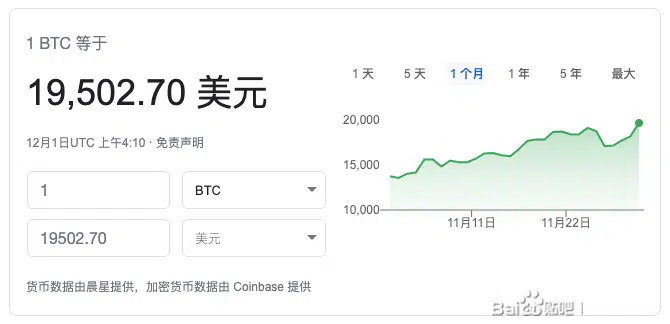 1 BTC 等于
19,502.70 美元
12月1日UTC 上午4:10 · 免责声明
1
BTC
19502.70
美元
货币数据由晨星提供，加密货币数据由 Coinbase 提供
1 天
5 天
1 个月
1 年
5 年
最大
20,000
15,000
10,000
11月11日
11月22日
Bai贴吧